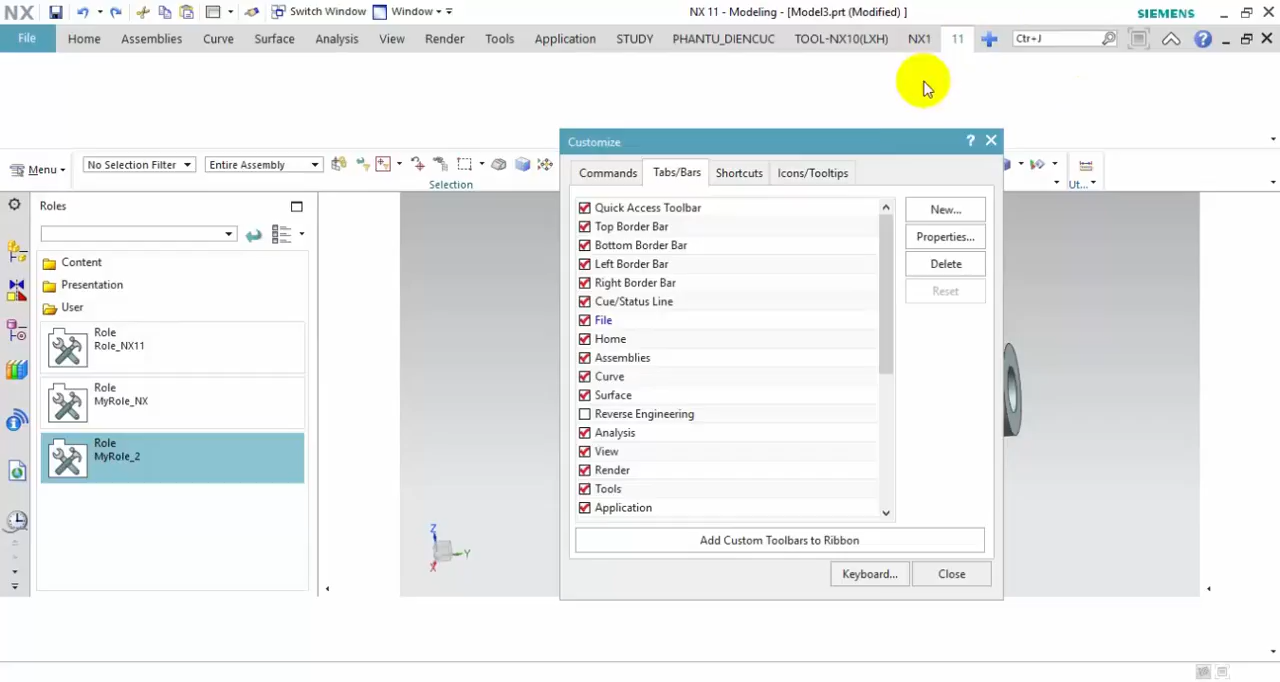 NX Switch Window Window NX 11 - Modeling - [Model3.prt (Modified) ] SIEMENS
File Home Assemblies Curve Surface Analysis View Render Tools Application STUDY PHANTU_DIENCUC TOOL-NX10(LXH) NX1 11 Ctr+J
Menu No Selection Filter Entire Assembly
Selection Ut...
Customize
Commands Tabs/Bars Shortcuts Icons/Tooltips
Roles
Content
Presentation
User
Role
Role_NX11
Role
MyRole_NX
Role
MyRole_2
Quick Access Toolbar
Top Border Bar
Bottom Border Bar
Left Border Bar
Right Border Bar
Cue/Status Line
File
Home
Assemblies
Curve
Surface
Reverse Engineering
Analysis
View
Render
Tools
Application
New...
Properties...
Delete
Reset
Add Custom Toolbars to Ribbon
Keyboard... Close
Z
Y
X